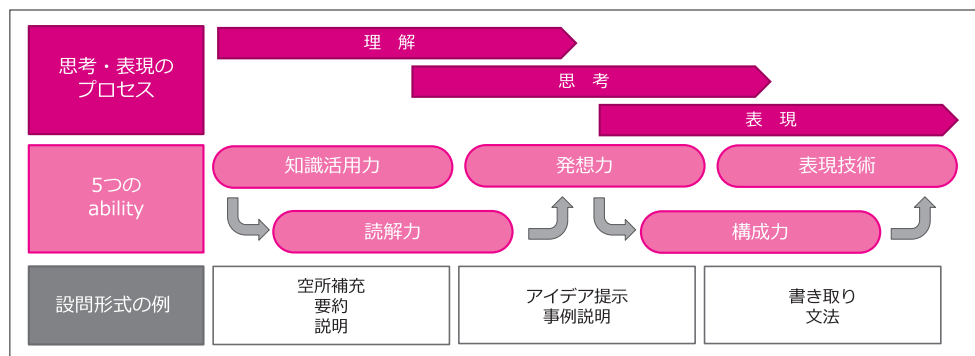 思考・表現の
プロセス
理 解
思 考
表 現
5つの
ability
知識活用力
発想力
表現技術
読解力
構成力
設問形式の例
空所補充
要約
説明
アイデア提示
事例説明
書き取り
文法